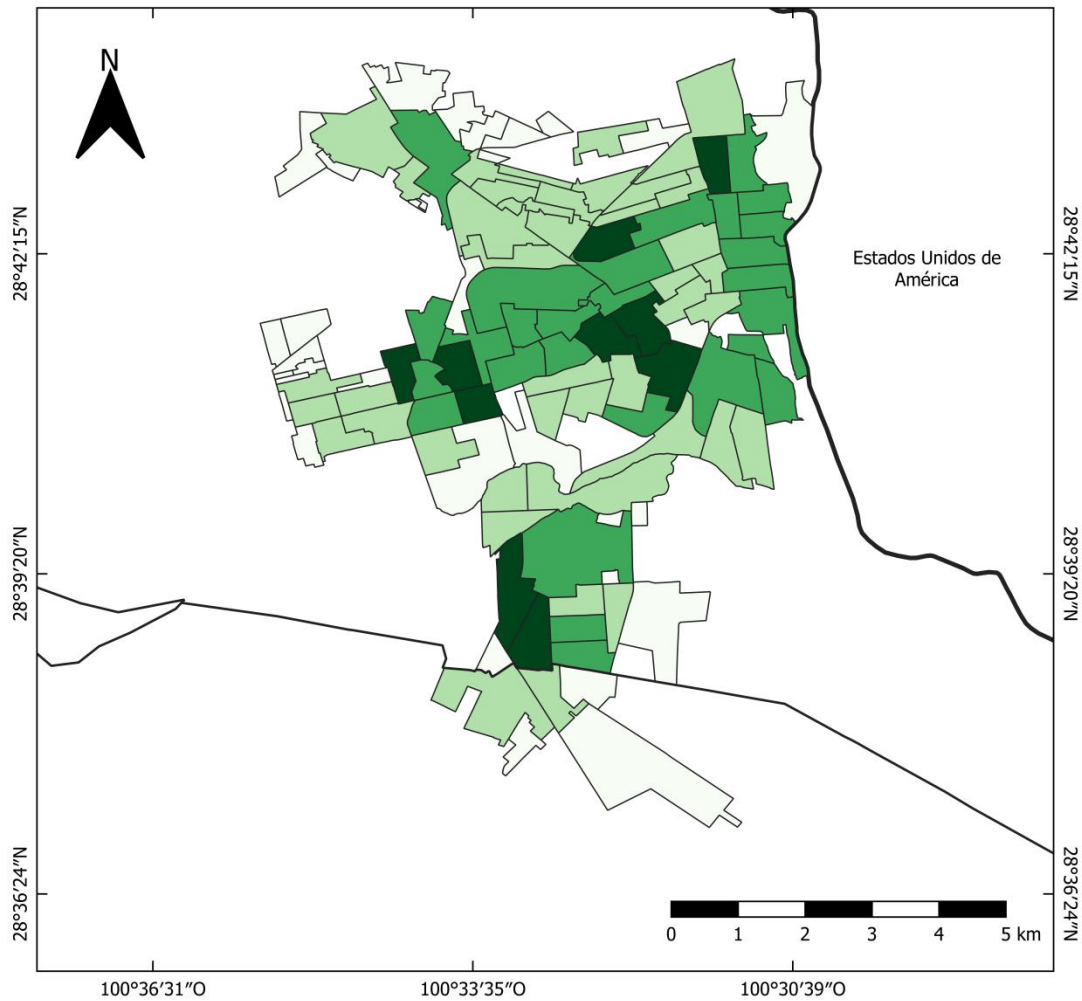 N
28°42′15″N
28°42′15″N
Estados Unidos de
América
28°39′20″N
28°39′20″N
28°36′24″N
28°36′24″N
0 1 2 3 4 5 km
100°36′31″O 100°33′35″O 100°30′39″O